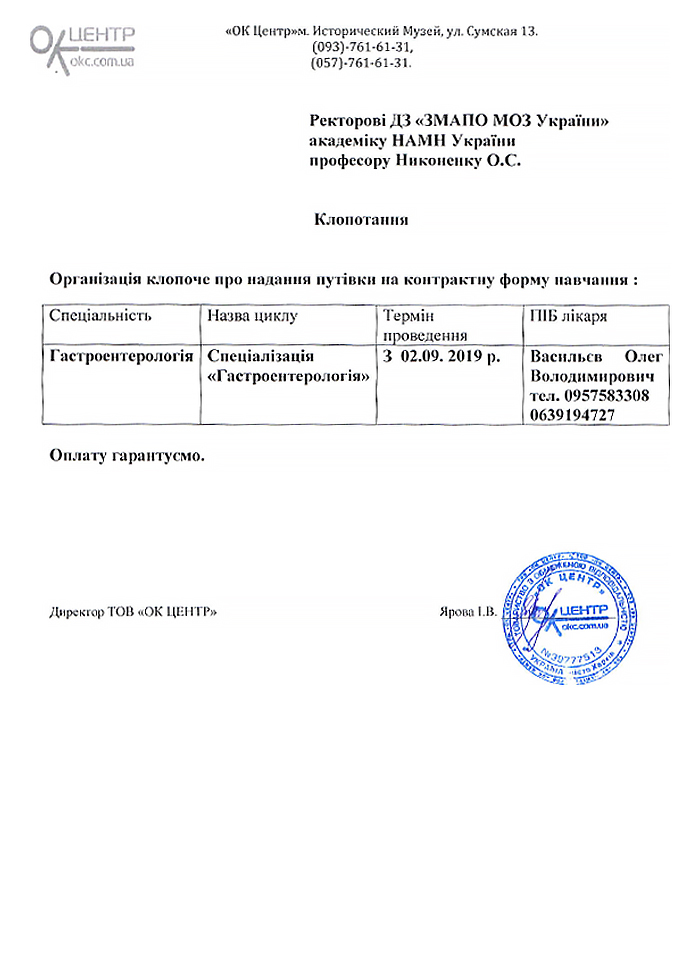 ОК ЦЕНТР
okc.com.ua
«ОК Центр»м. Исторический Музей, ул. Сумская 13.
(093)-761-61-31,
(057)-761-61-31.
Ректорові ДЗ «ЗМАПО МОЗ України»
академіку НАМН України
професору Никоненку О.С.
Клопотання
Організація клопоче про надання путівки на контрактну форму навчання :
Спеціальність Назва циклу Термін проведення ПІБ лікаря
Гастроентерологія Спеціалізація «Гастроентерологія» З 02.09. 2019 р. Васильєв Олег Володимирович тел. 0957583308 0639194727
Оплату гарантуємо.
Директор ТОВ «ОК ЦЕНТР» Ярова І.В.
ТОВАРИСТВО З ОБМЕЖЕНОЮ ВІДПОВІДАЛЬНІСТЮ
«ОК ЦЕНТР»
ОК ЦЕНТР
okc.com.ua
№39777513
УКРАЇНА місто Харків